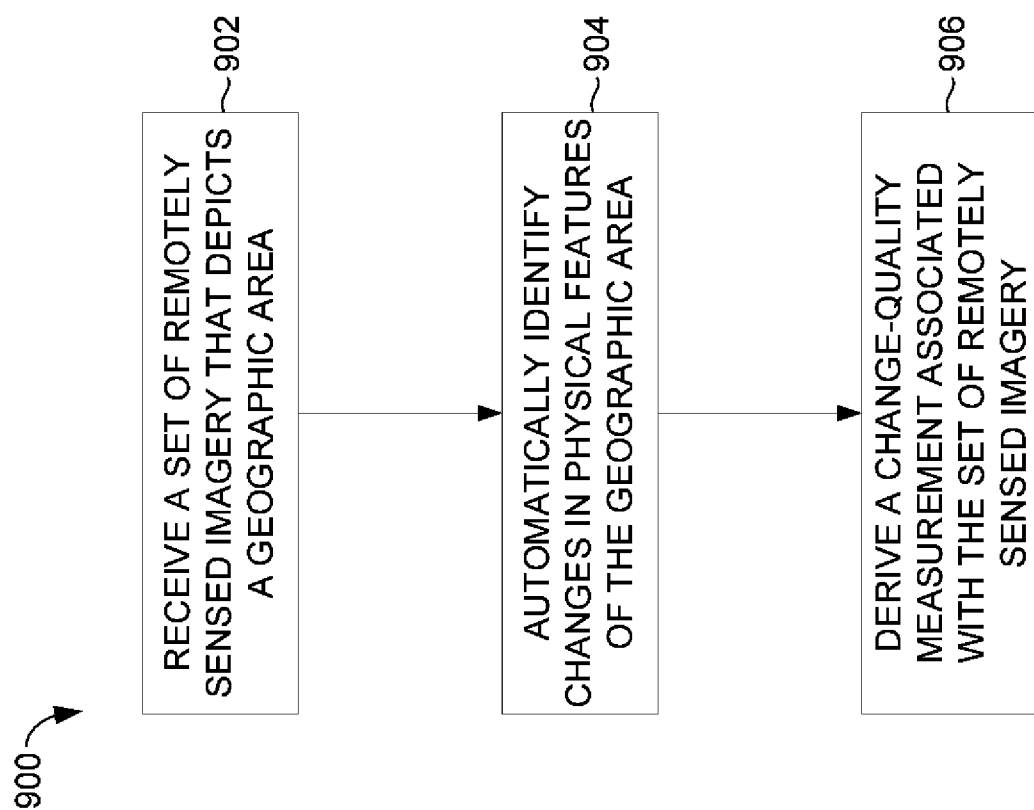 900
RECEIVE A SET OF REMOTELY
SENSED IMAGERY THAT DEPICTS
A GEOGRAPHIC AREA
902
AUTOMATICALLY IDENTIFY
CHANGES IN PHYSICAL FEATURES
OF THE GEOGRAPHIC AREA
904
DERIVE A CHANGE-QUALITY
MEASUREMENT ASSOCIATED
WITH THE SET OF REMOTELY
SENSED IMAGERY
906